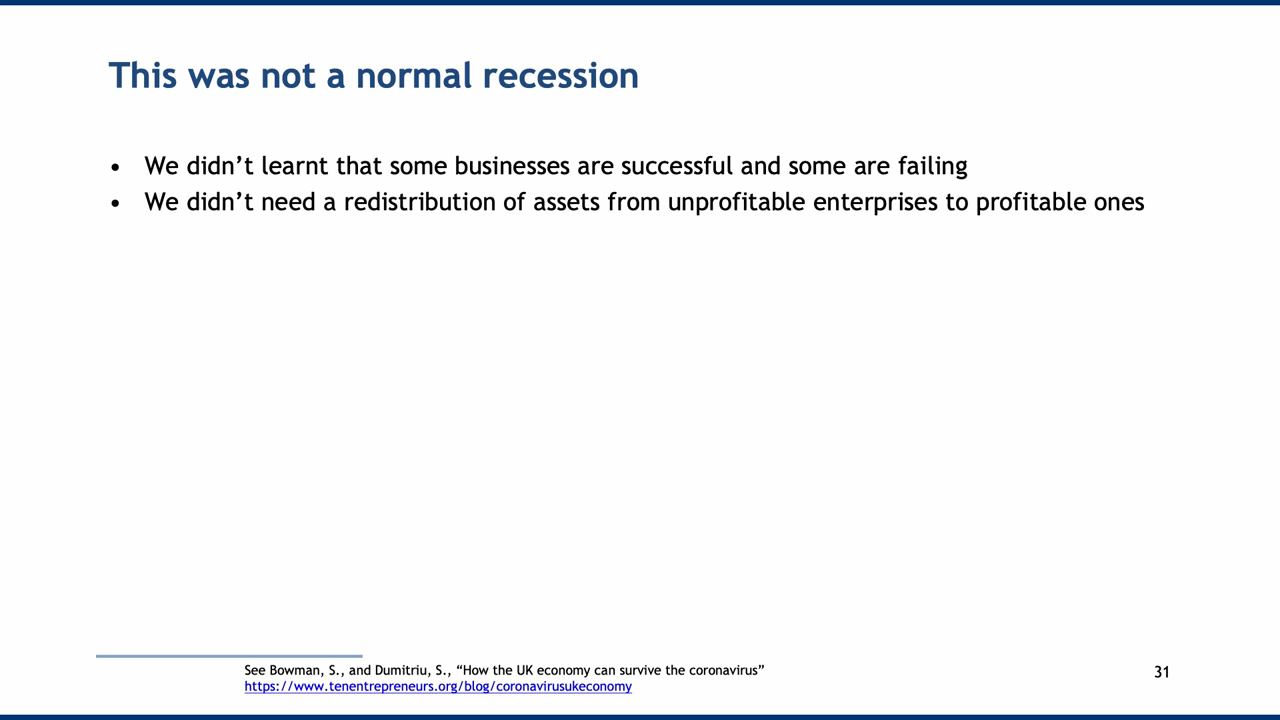 This was not a normal recession
• We didn’t learnt that some businesses are successful and some are failing
• We didn’t need a redistribution of assets from unprofitable enterprises to profitable ones
See Bowman, S., and Dumitriu, S., “How the UK economy can survive the coronavirus”
https://www.tenentrepreneurs.org/blog/coronavirusukeconomy
31